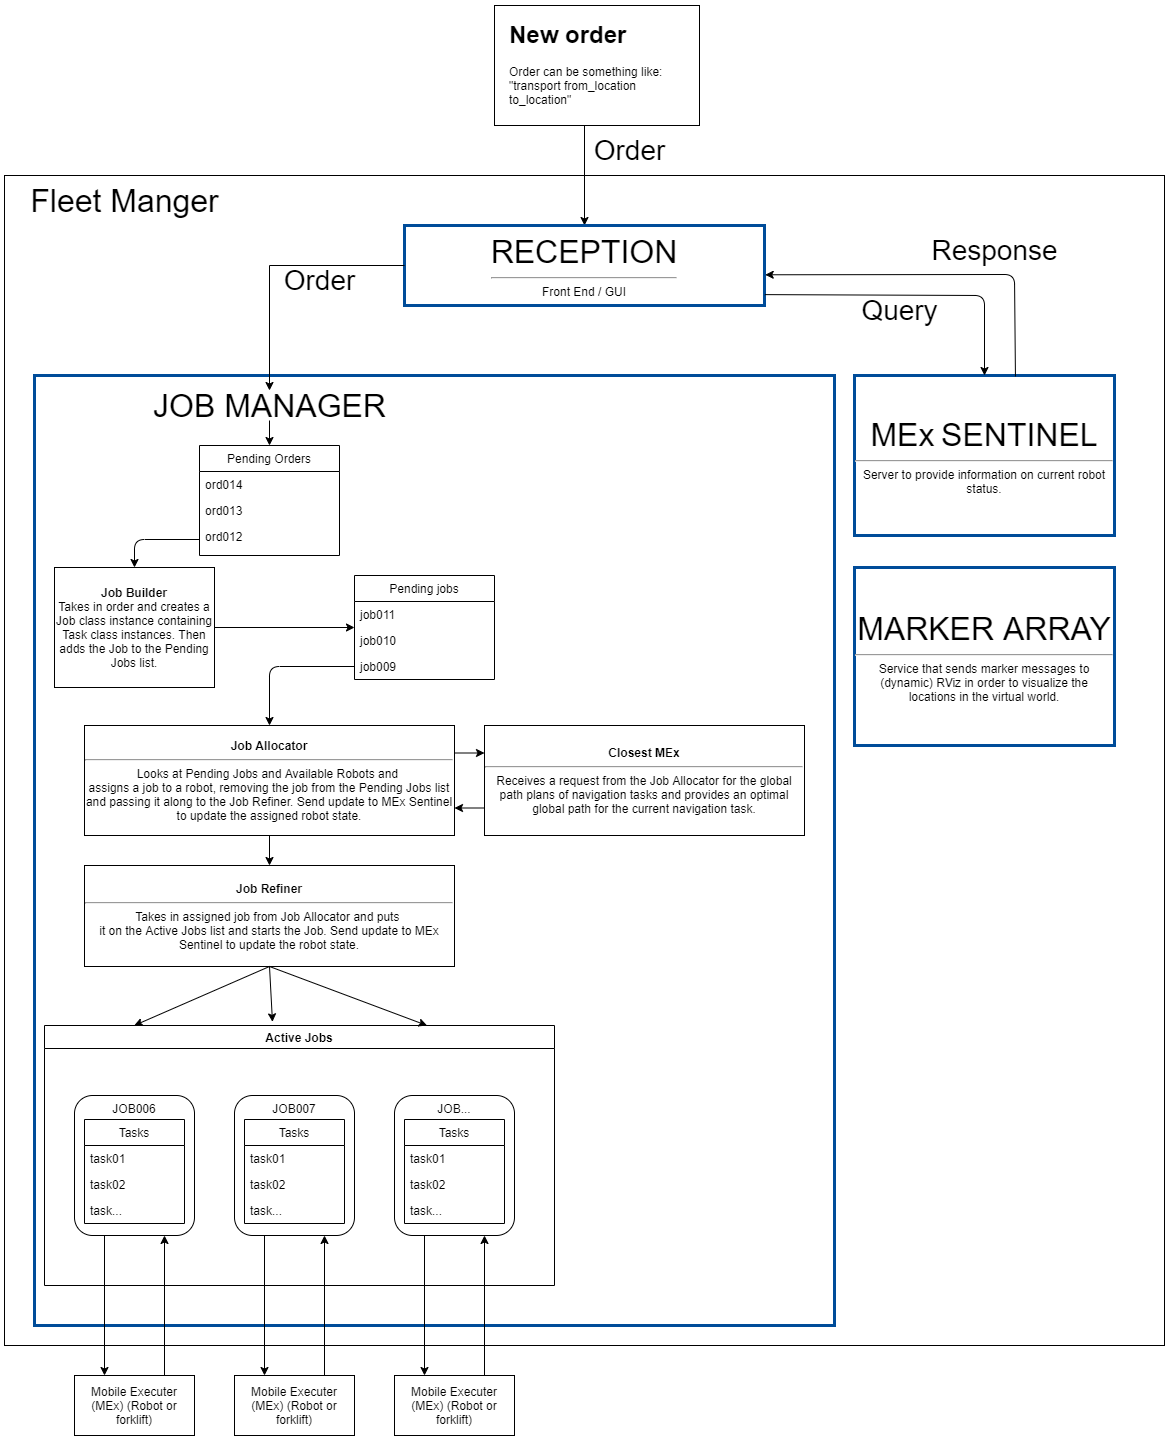 New order
Order can be something like:
"transport from_location
to_location"
Order
Fleet Manger
RECEPTION
Front End / GUI
Order
Response
Query
JOB MANAGER
Pending Orders
ord014
ord013
ord012
MEx SENTINEL
Server to provide information on current robot
status.
Job Builder
Takes in order and creates a
Job class instance containing
Task class instances. Then
adds the Job to the Pending
Jobs list.
Pending jobs
job011
job010
job009
MARKER ARRAY
Service that sends marker messages to
(dynamic) RViz in order to visualize the
locations in the virtual world.
Job Allocator
Looks at Pending Jobs and Available Robots and
assigns a job to a robot, removing the job from the Pending Jobs list
and passing it along to the Job Refiner. Send update to MEx Sentinel
to update the assigned robot state.
Closest MEx
Receives a request from the Job Allocator for the global
path plans of navigation tasks and provides an optimal
global path for the current navigation task.
Job Refiner
Takes in assigned job from Job Allocator and puts
it on the Active Jobs list and starts the Job. Send update to MEx
Sentinel to update the robot state.
Active Jobs
JOB006
Tasks
task01
task02
task...
JOB007
Tasks
task01
task02
task...
JOB...
Tasks
task01
task02
task...
Mobile Executer
(MEx) (Robot or
forklift)
Mobile Executer
(MEx) (Robot or
forklift)
Mobile Executer
(MEx) (Robot or
forklift)